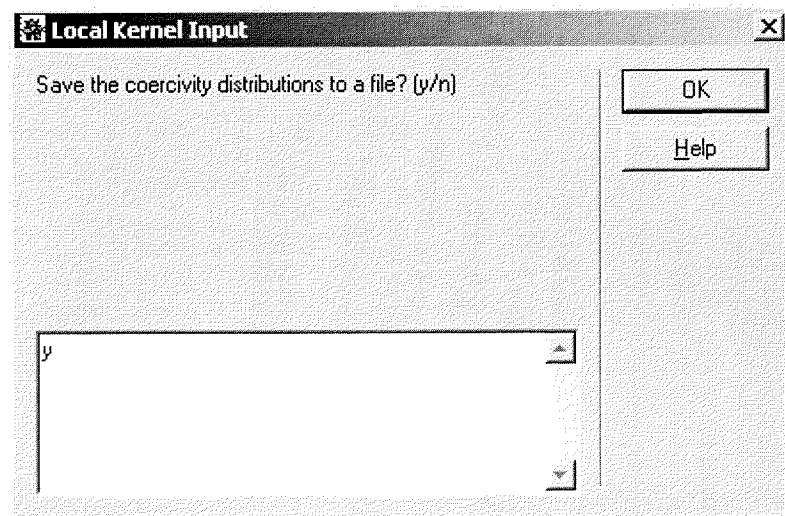 Local Kernel Input
Save the coercivity distributions to a file? (y/n)
OK
Help
y